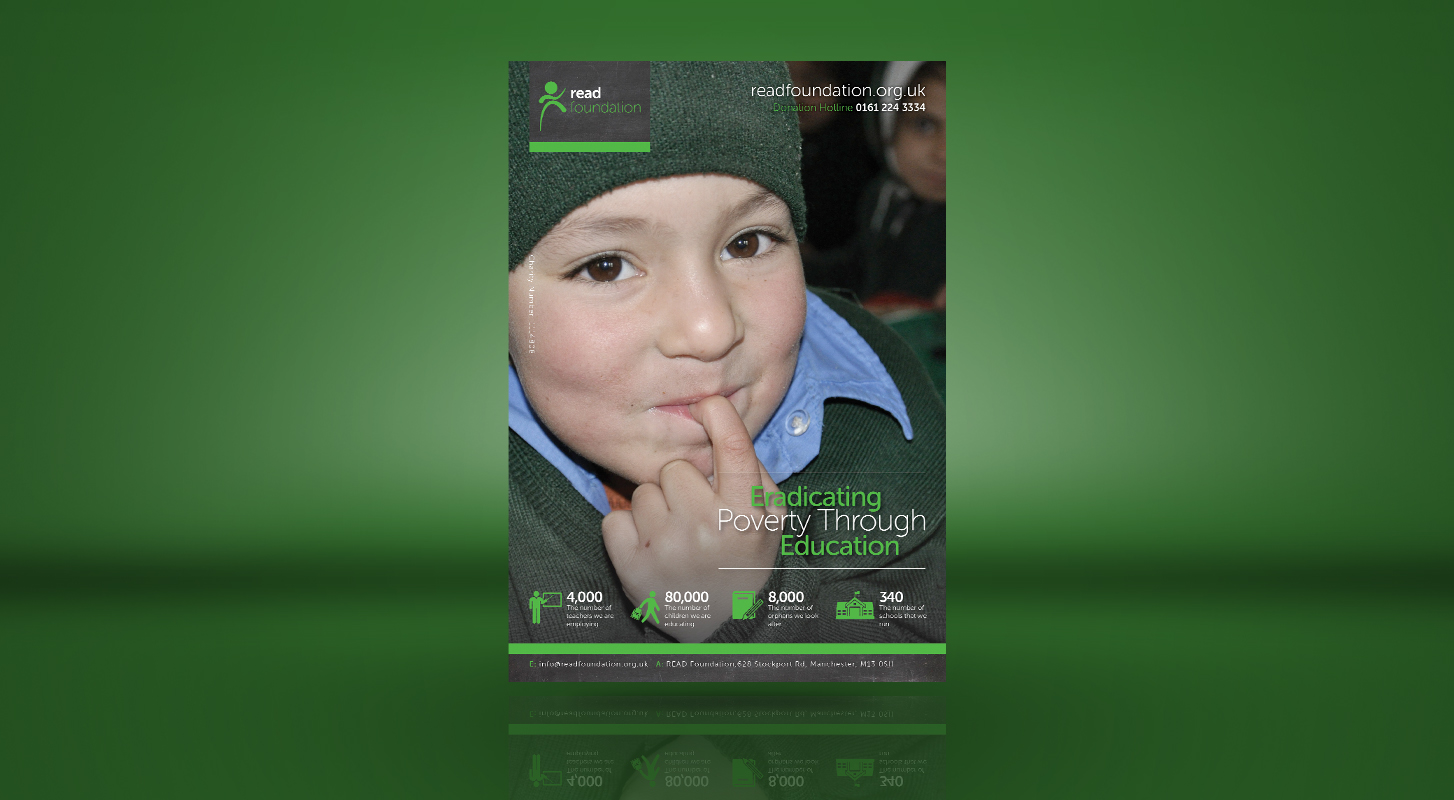 read
foundation
readfoundation.org.uk
Donation Hotline 0161 224 3334
Charity Number
Eradicating
Poverty Through
Education
4,000
The number of
teachers we are
employing
80,000
The number of
children we are
educating
8,000
The number of
orphans we look
after
340
The number of
schools that we
run
E: info@readfoundation.org.uk A: READ Foundation,628 Stockport Rd, Manchester, M13